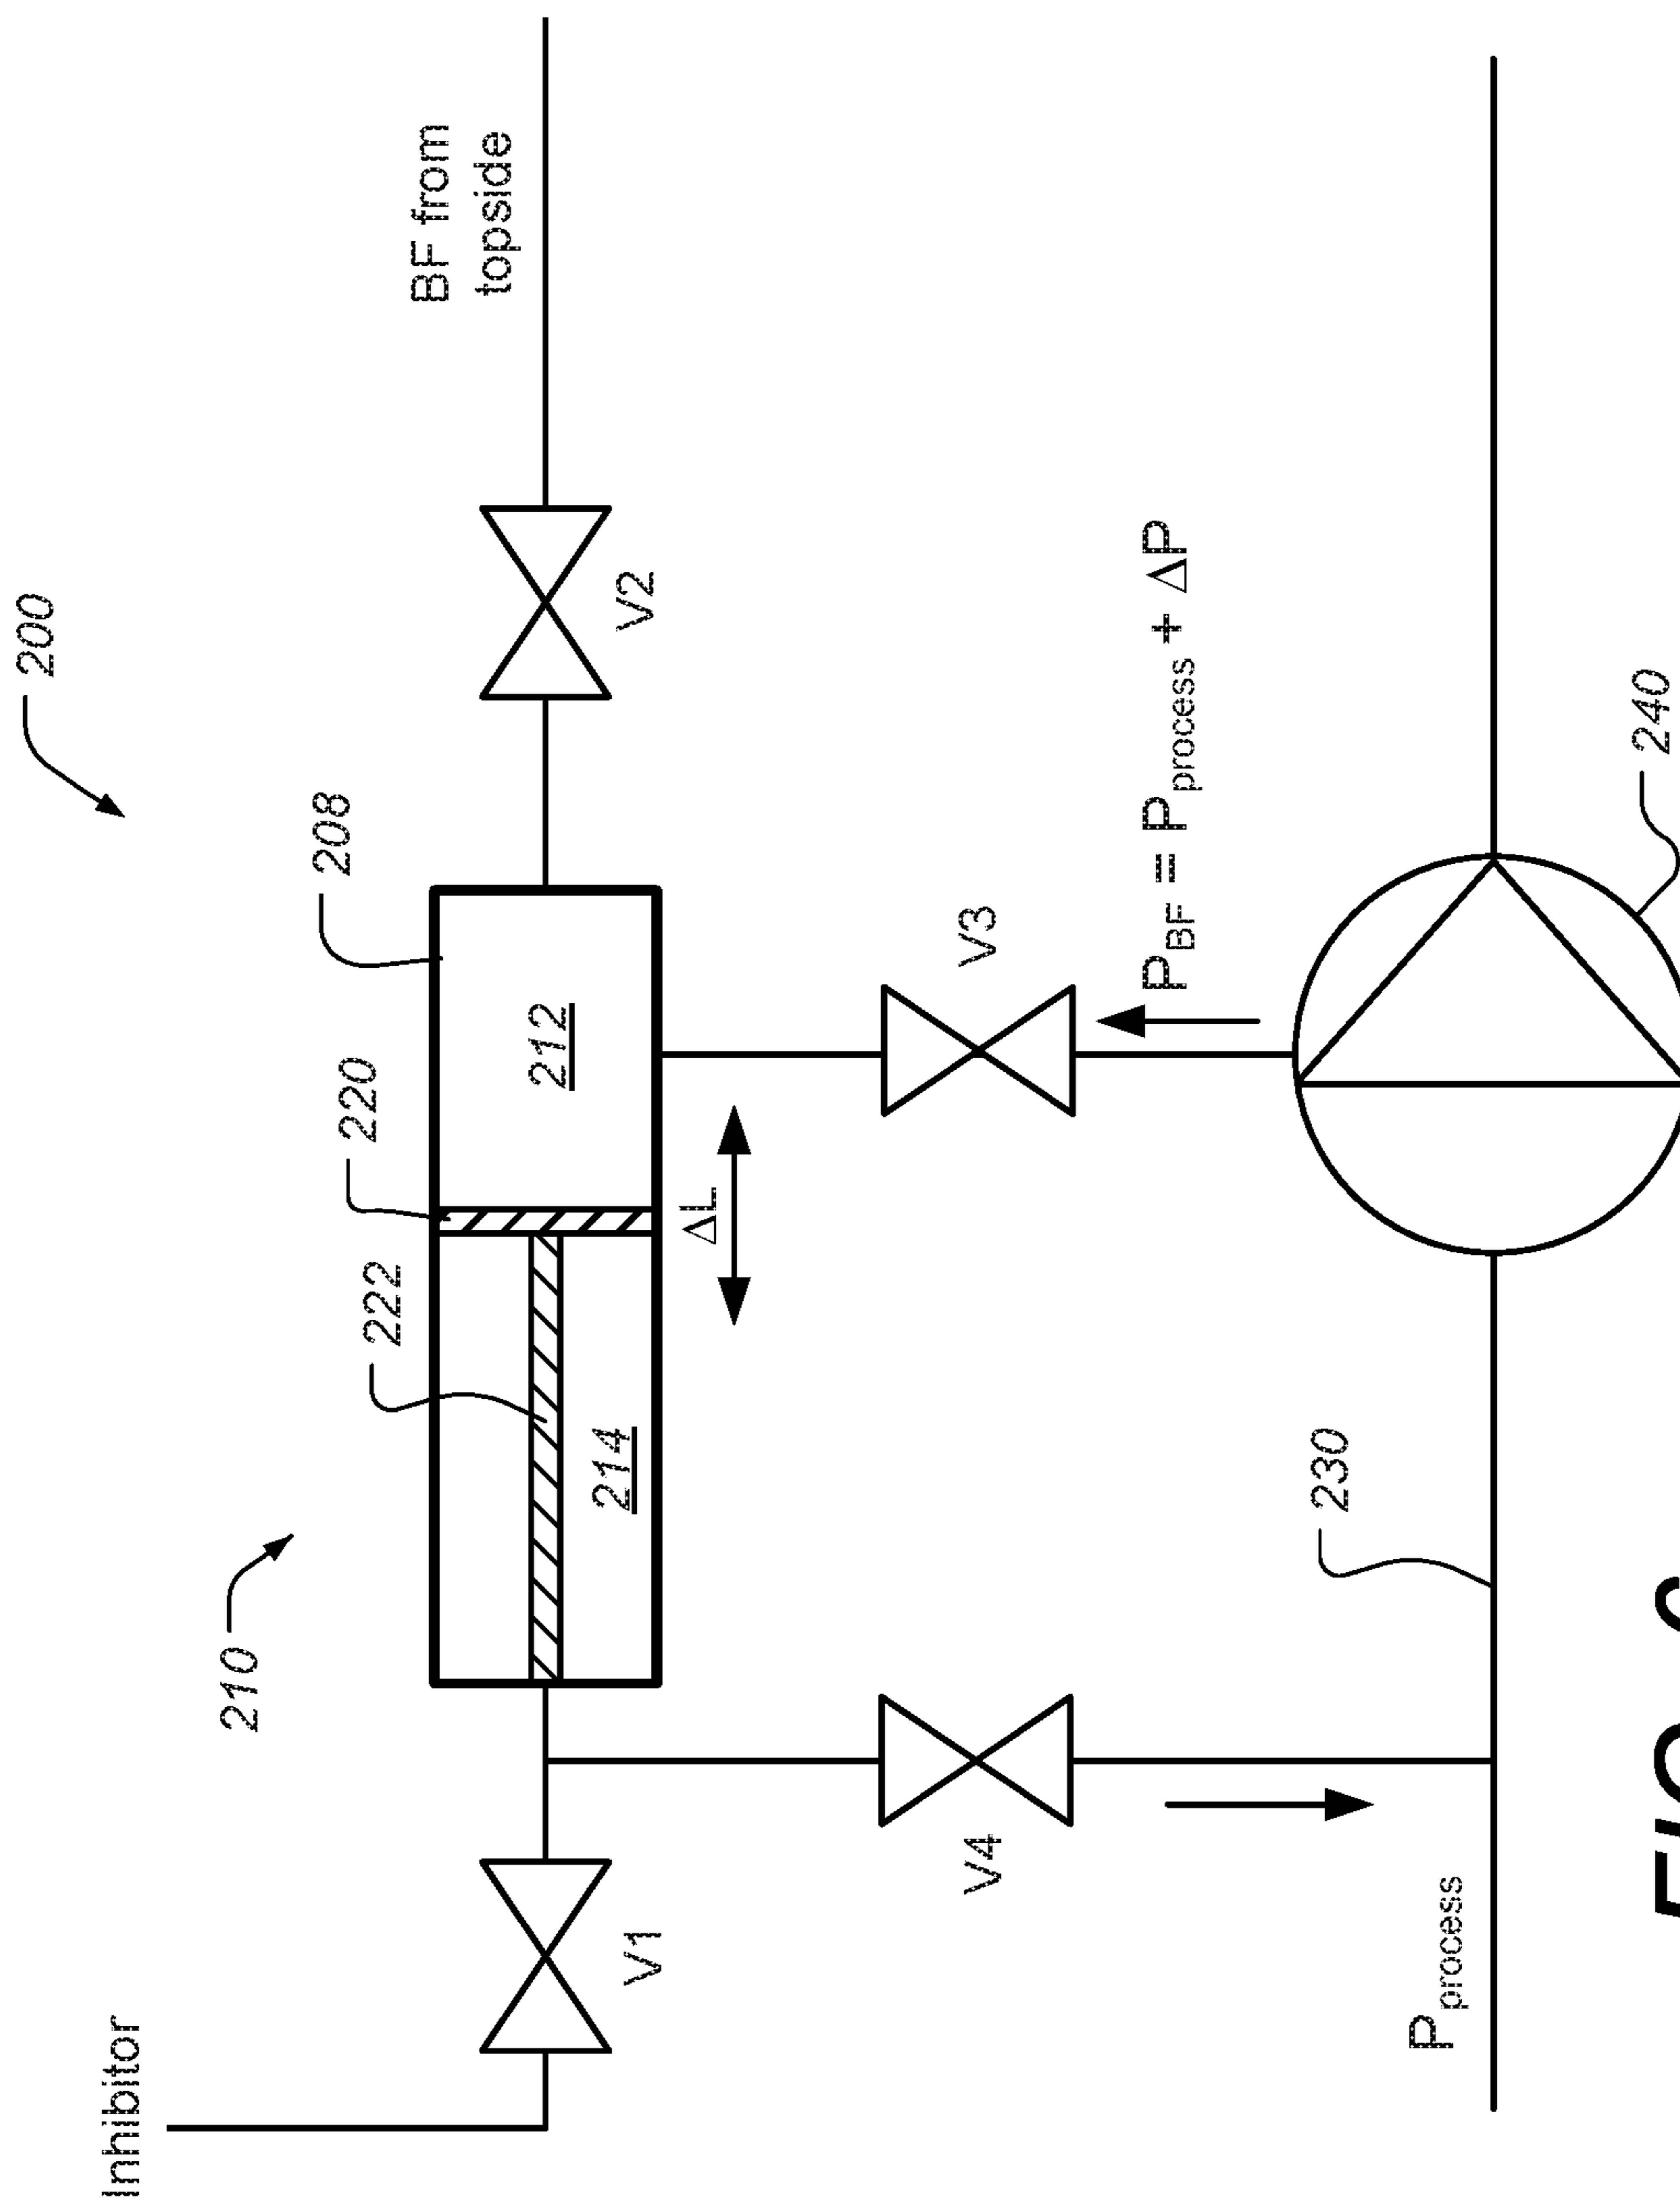 200
BF from
topside
208
220
222
210
212
214
ΔL
V2
V1
V3
V4
Inhibitor
P_BF = P_process + ΔP
P_process
230
240